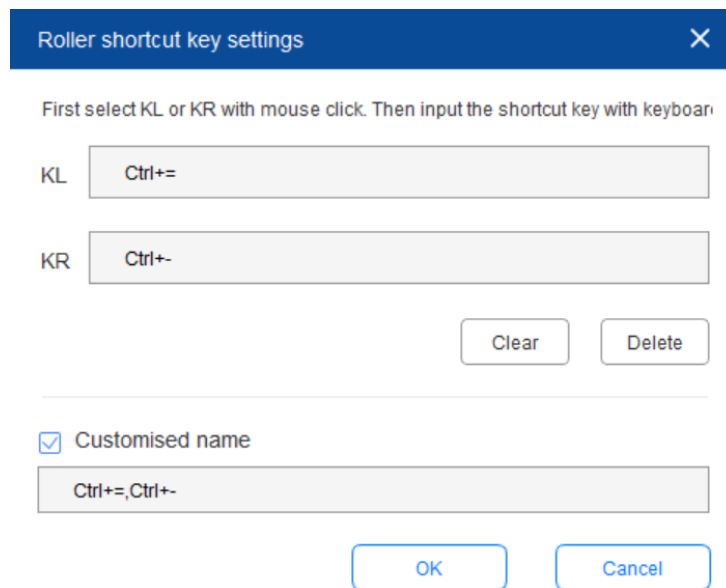 Roller shortcut key settings
First select KL or KR with mouse click. Then input the shortcut key with
KL Ctrl+=
KR Ctrl+-
Clear Delete
Customised name
Ctrl+=,Ctrl+-
OK Cancel